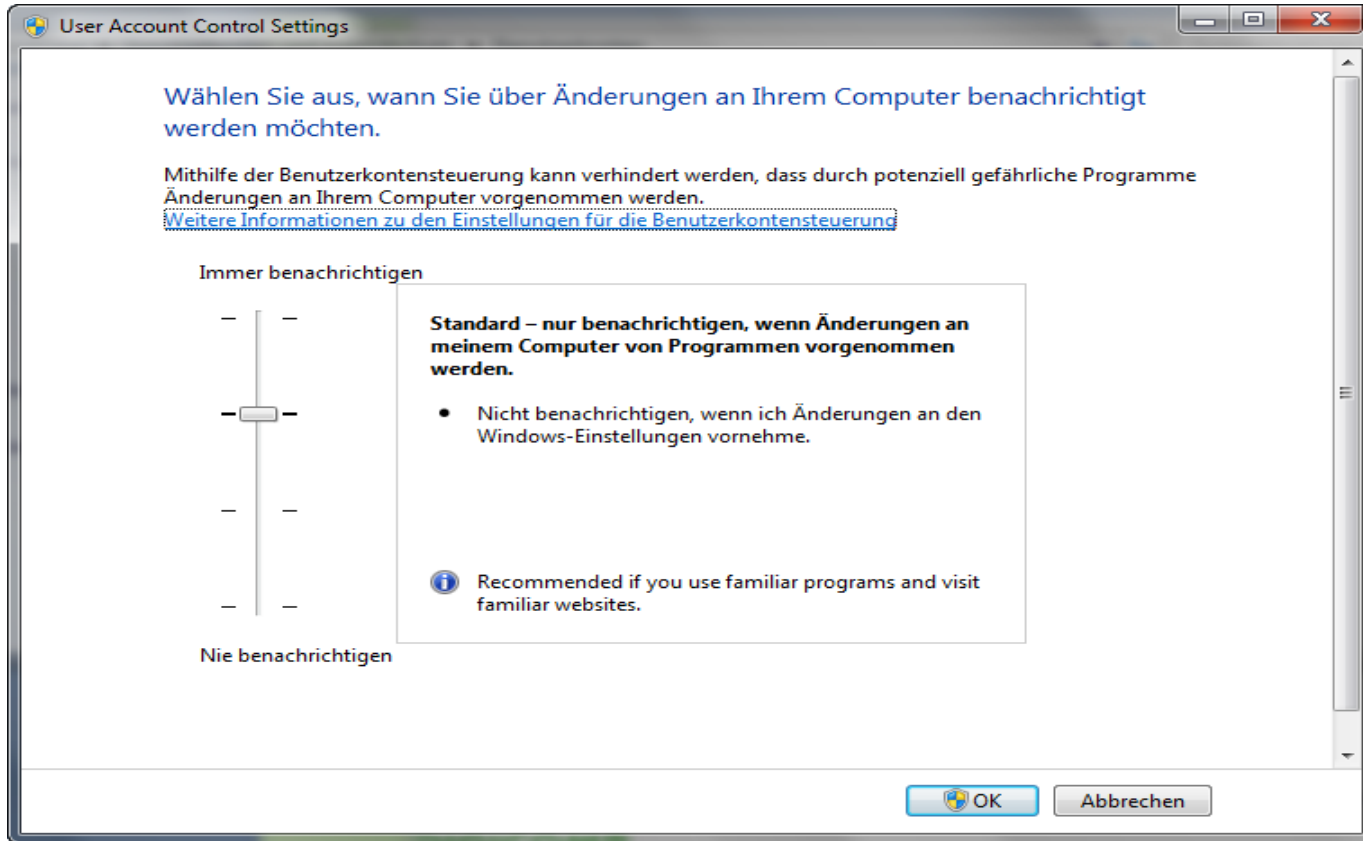 User Account Control Settings
Wählen Sie aus, wann Sie über Änderungen an Ihrem Computer benachrichtigt
werden möchten.
Mithilfe der Benutzerkontensteuerung kann verhindert werden, dass durch potenziell gefährliche Programme
Änderungen an Ihrem Computer vorgenommen werden.
Weitere Informationen zu den Einstellungen für die Benutzerkontensteuerung
Immer benachrichtigen
Standard – nur benachrichtigen, wenn Änderungen an
meinem Computer von Programmen vorgenommen
werden.
• Nicht benachrichtigen, wenn ich Änderungen an den
Windows-Einstellungen vornehme.
Recommended if you use familiar programs and visit
familiar websites.
Nie benachrichtigen
OK
Abbrechen